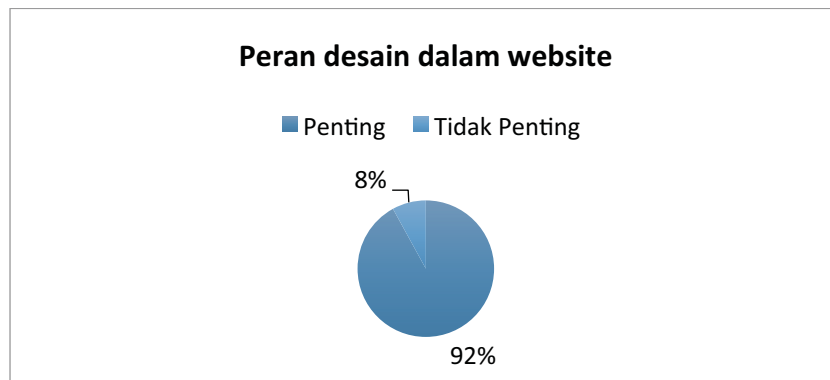 Peran desain dalam website
Penting Tidak Penting
8%
92%